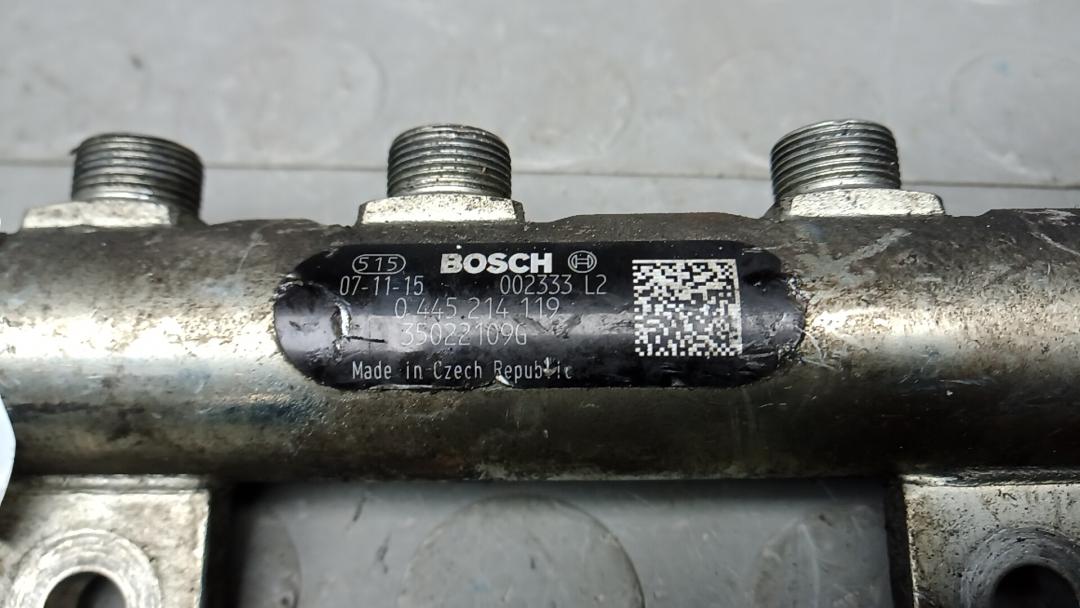 515 BOSCH
07-11-15 002333 L2
0 445 214 119
35022109G
Made in Czech Republic